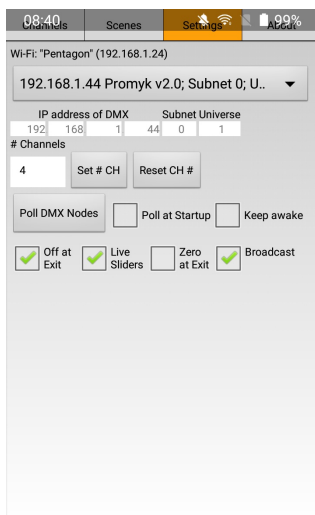 08:40 99%
Channels Scenes Settings About
Wi-Fi: "Pentagon" (192.168.1.24)
192.168.1.44 Promyk v2.0; Subnet 0; U..
IP address of DMX Subnet Universe
192 168 1 44 0 1
# Channels
4 Set # CH Reset CH #
Poll DMX Nodes Poll at Startup Keep awake
Off at Exit Live Sliders Zero at Exit Broadcast